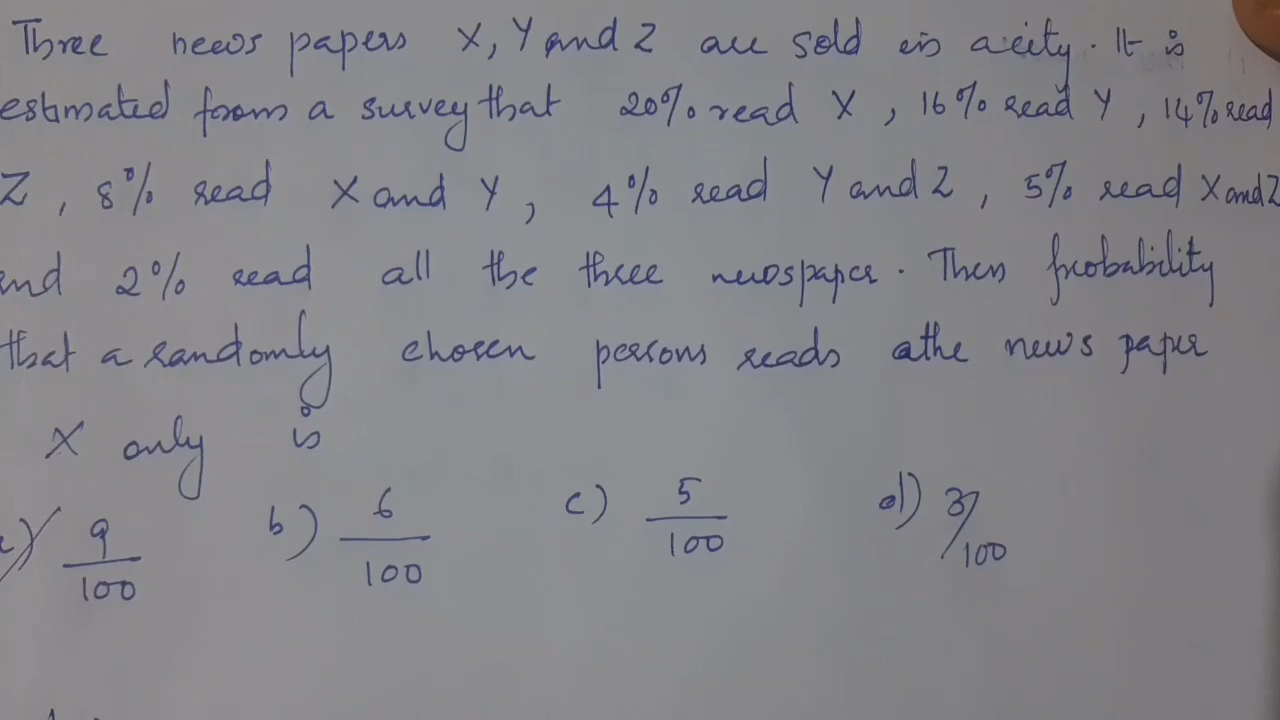 Three news papers X, Y and Z are sold in a city. It is
estimated from a survey that 20% read X, 16% read Y, 14% read
Z, 8% read X and Y, 4% read Y and Z, 5% read X and Z
and 2% read all the three newspaper. Then probability
that a randomly chosen persons reads athe news paper
X only is
) 9/100 b) 6/100 c) 5/100 d) 3/100